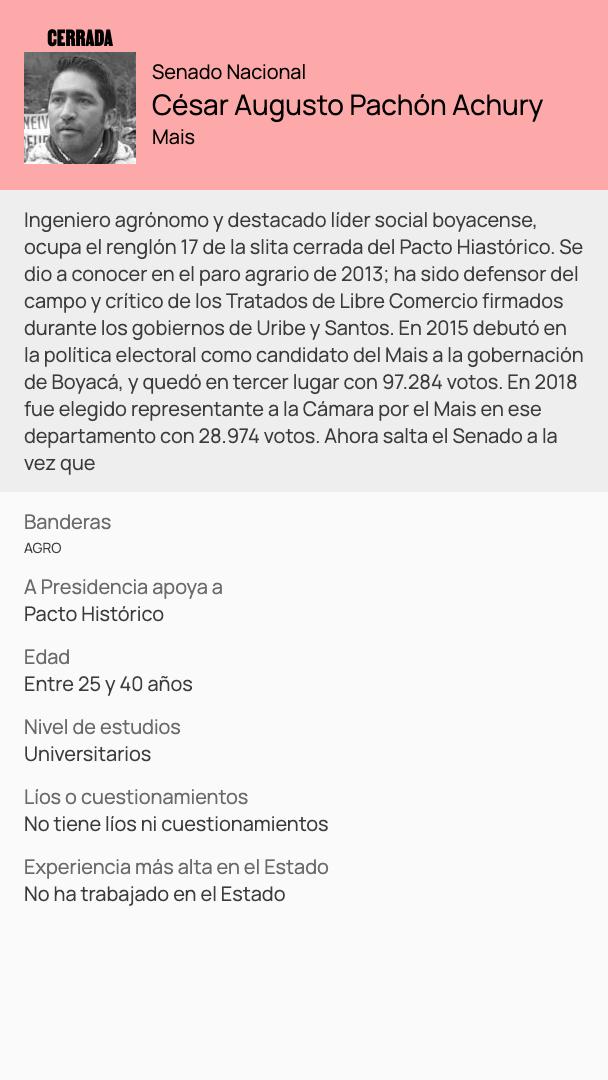 CERRADA
Senado Nacional
César Augusto Pachón Achury
Mais
Ingeniero agrónomo y destacado líder social boyacense,
ocupa el renglón 17 de la slita cerrada del Pacto Hiastórico. Se
dio a conocer en el paro agrario de 2013; ha sido defensor del
campo y crítico de los Tratados de Libre Comercio firmados
durante los gobiernos de Uribe y Santos. En 2015 debutó en
la política electoral como candidato del Mais a la gobernación
de Boyacá, y quedó en tercer lugar con 97.284 votos. En 2018
fue elegido representante a la Cámara por el Mais en ese
departamento con 28.974 votos. Ahora salta el Senado a la
vez que
Banderas
AGRO
A Presidencia apoya a
Pacto Histórico
Edad
Entre 25 y 40 años
Nivel de estudios
Universitarios
Líos o cuestionamientos
No tiene líos ni cuestionamientos
Experiencia más alta en el Estado
No ha trabajado en el Estado